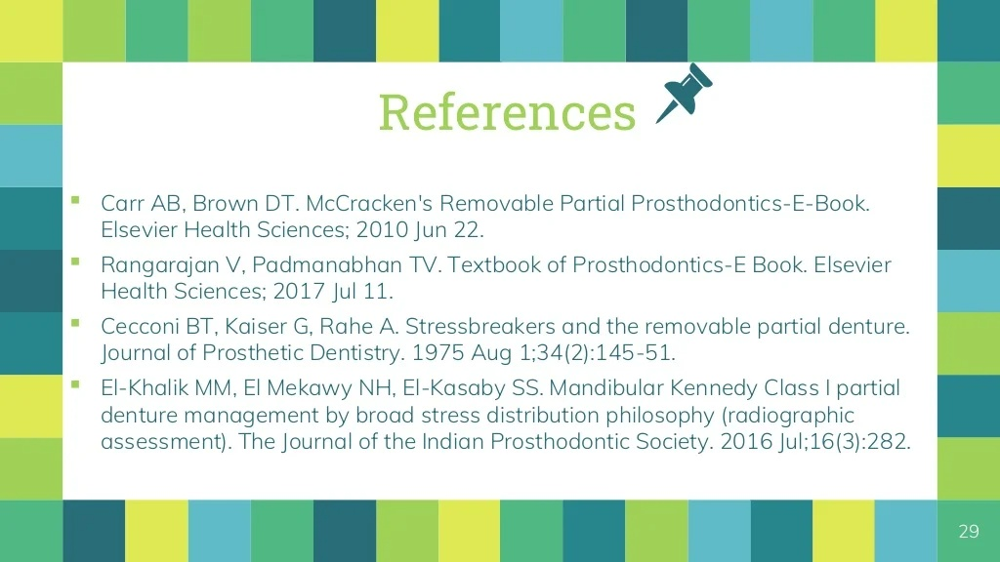 References
▪ Carr AB, Brown DT. McCracken's Removable Partial Prosthodontics-E-Book.
Elsevier Health Sciences; 2010 Jun 22.
▪ Rangarajan V, Padmanabhan TV. Textbook of Prosthodontics-E Book. Elsevier
Health Sciences; 2017 Jul 11.
▪ Cecconi BT, Kaiser G, Rahe A. Stressbreakers and the removable partial denture.
Journal of Prosthetic Dentistry. 1975 Aug 1;34(2):145-51.
▪ El-Khalik MM, El Mekawy NH, El-Kasaby SS. Mandibular Kennedy Class I partial
denture management by broad stress distribution philosophy (radiographic
assessment). The Journal of the Indian Prosthodontic Society. 2016 Jul;16(3):282.
29